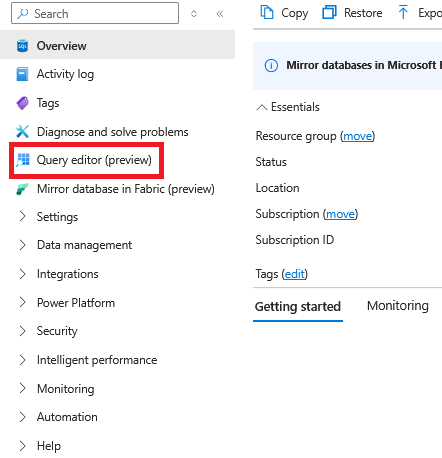 Search
Overview
Activity log
Tags
Diagnose and solve problems
Query editor (preview)
Mirror database in Fabric (preview)
Settings
Data management
Integrations
Power Platform
Security
Intelligent performance
Monitoring
Automation
Help
Copy Restore Expo
Mirror databases in Microsoft
Essentials
Resource group (move)
Status
Location
Subscription (move)
Subscription ID
Tags (edit)
Getting started Monitoring